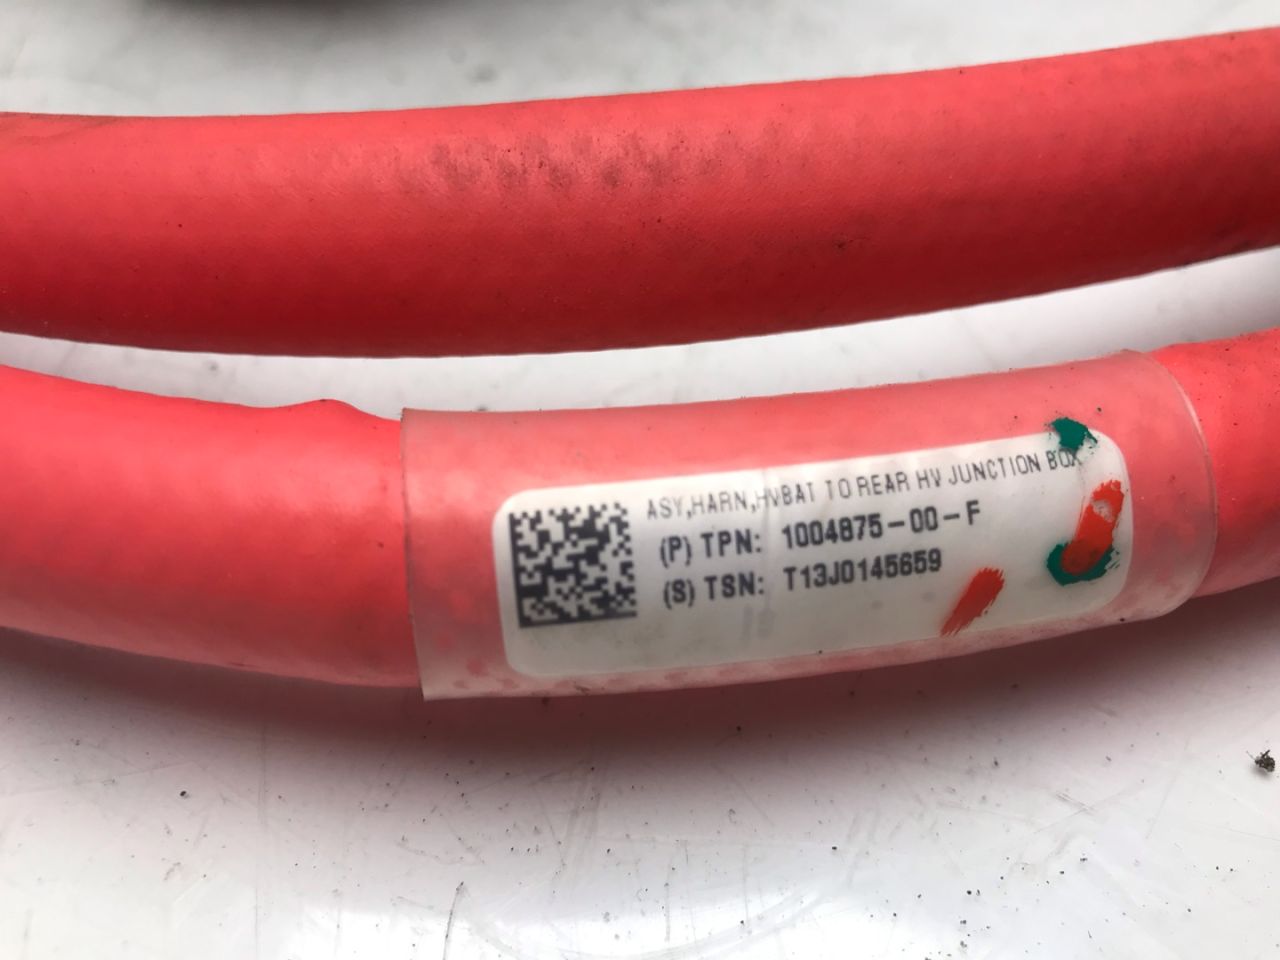 ASY,HARN,HVBAT TO REAR HV JUNCTION BOX
(P) TPN: 1004875-00-F
(S) TSN: T13J0145659